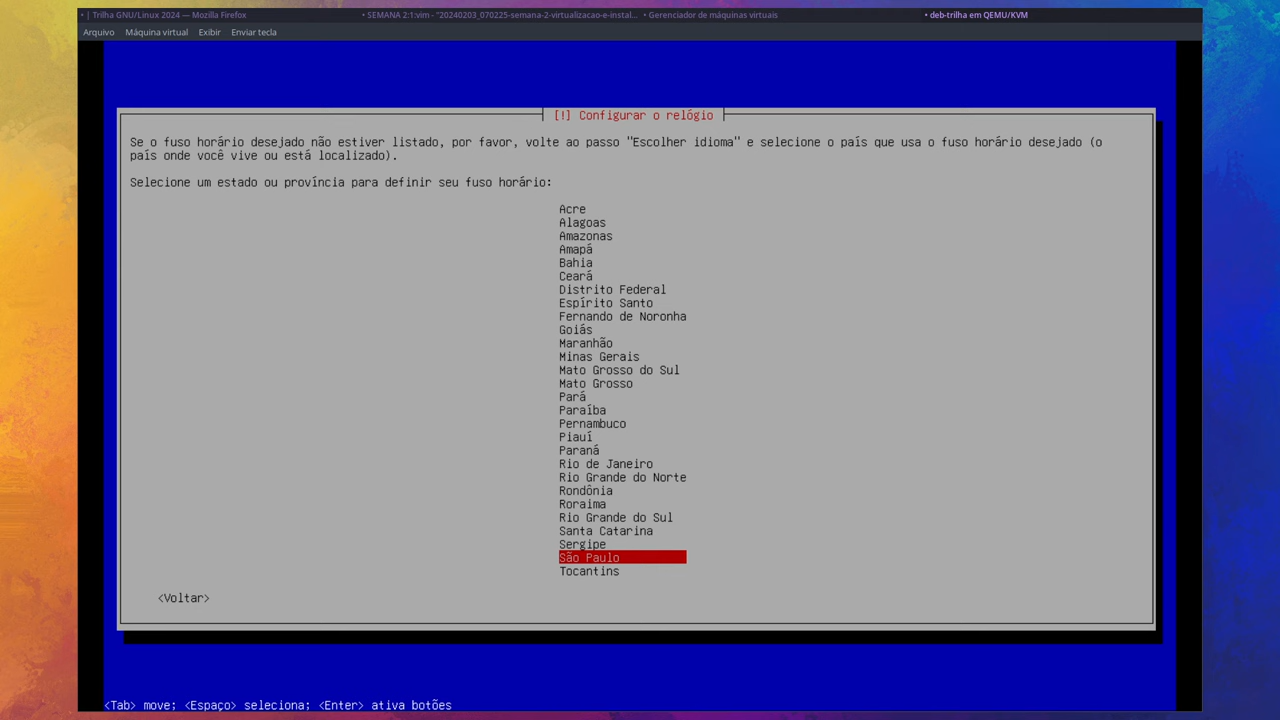 • | Trilha GNU/Linux 2024 — Mozilla Firefox
• SEMANA 2:1:vim - "20240203_070225-semana-2-virtualizacao-e-instal...
• Gerenciador de máquinas virtuais
• deb-trilha em QEMU/KVM
Arquivo Máquina virtual Exibir Enviar tecla
[!] Configurar o relógio
Se o fuso horário desejado não estiver listado, por favor, volte ao passo "Escolher idioma" e selecione o país que usa o fuso horário desejado (o
país onde você vive ou está localizado).
Selecione um estado ou província para definir seu fuso horário:
Acre
Alagoas
Amazonas
Amapá
Bahia
Ceará
Distrito Federal
Espírito Santo
Fernando de Noronha
Goiás
Maranhão
Minas Gerais
Mato Grosso do Sul
Mato Grosso
Pará
Paraíba
Pernambuco
Piauí
Paraná
Rio de Janeiro
Rio Grande do Norte
Rondônia
Roraima
Rio Grande do Sul
Santa Catarina
Sergipe
São Paulo
Tocantins
<Voltar>
<Tab> move; <Espaço> seleciona; <Enter> ativa botões